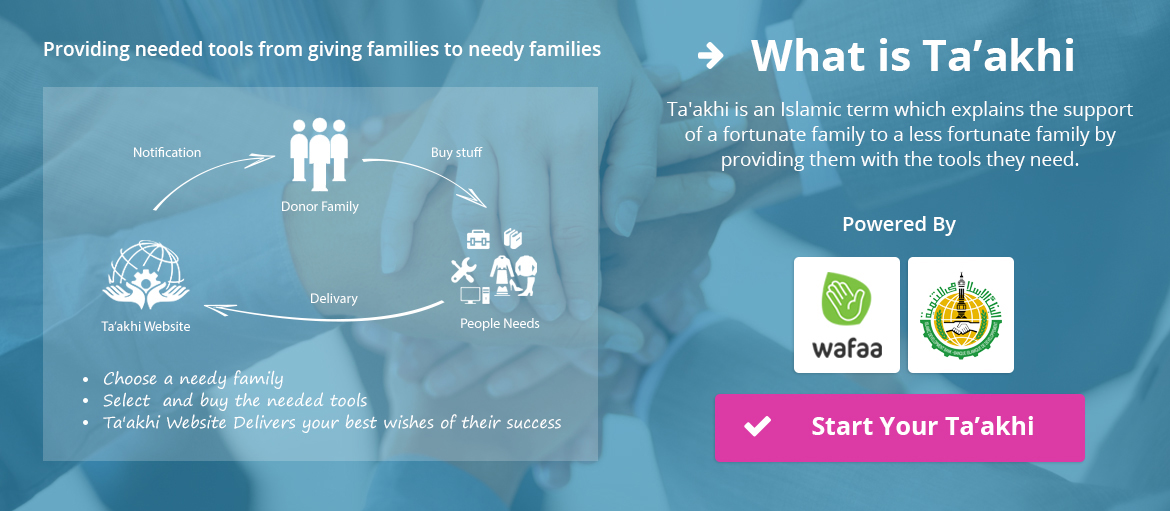 Providing needed tools from giving families to needy families
Notification
Buy stuff
Donor Family
Delivary
Ta'akhi Website
People Needs
• Choose a needy family
• Select and buy the needed tools
• Ta'akhi Website Delivers your best wishes of their success
What is Ta’akhi
Ta'akhi is an Islamic term which explains the support
of a fortunate family to a less fortunate family by
providing them with the tools they need.
Powered By
wafaa
Start Your Ta’akhi